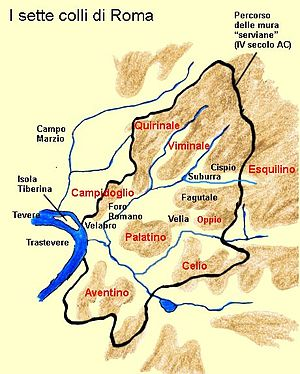 I sette colli di Roma
Percorso
delle mura
"serviane"
(IV secolo AC)
Quirinale
Campo
Marzio
Viminale
Cispio
Esquilino
Suburra
Isola
Tiberina
Campidoglio
Fagutale
Tevere
Foro
Romano
Vella
Oppio
Velabro
Trastevere
Palatino
Celio
Aventino